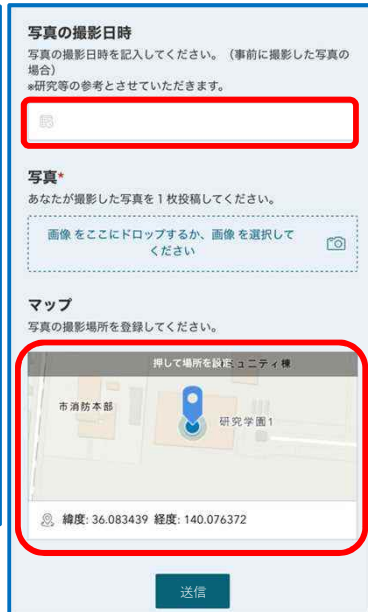 写真の撮影日時
写真の撮影日時を記入してください。（事前に撮影した写真の
場合）
※研究等の参考とさせていただきます。
写真*
あなたが撮影した写真を１枚投稿してください。
画像 をここにドロップするか、画像 を選択して
ください
マップ
写真の撮影場所を登録してください。
押して場所を設定
ュニティ棟
市消防本部
研究学園1
緯度: 36.083439 経度: 140.076372
送信